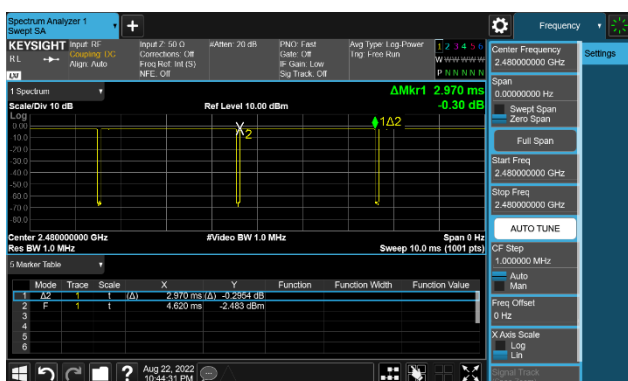 Spectrum Analyzer 1
Swept SA
Frequency
KEYSIGHT
RL
Input: RF
Coupling: DC
Align: Auto
Input Z: 50 Ω
Corrections: Off
Freq Ref: Int (S)
NFE: Off
#Atten: 20 dB
PNO: Fast
Gate: Off
IF Gain: Low
Sig Track: Off
Avg Type: Log-Power
Trig: Free Run
1 2 3 4 5 6
W W W W W W
P N N N N N
Settings
Center Frequency
2.480000000 GHz
Span
0.00000000 Hz
Swept Span
Zero Span
Full Span
Start Freq
2.480000000 GHz
Stop Freq
2.480000000 GHz
AUTO TUNE
CF Step
1.000000 MHz
Auto
Man
Freq Offset
0 Hz
X Axis Scale
Log
Lin
Signal Track
1 Spectrum
ΔMkr1 2.970 ms
Scale/Div 10 dB
Ref Level 10.00 dBm
-0.30 dB
Log
0.00
1Δ2
2
-10.0
-20.0
-30.0
-40.0
-50.0
-60.0
-70.0
-80.0
Center 2.480000000 GHz
#Video BW 1.0 MHz
Span 0 Hz
Res BW 1.0 MHz
Sweep 10.0 ms (1001 pts)
5 Marker Table
Mode Trace Scale X Y Function Function Width Function Value
1 Δ2 1 t (Δ) 2.970 ms (Δ) -0.2954 dB
2 F 1 t 4.620 ms -2.483 dBm
3
4
5
6
Aug 22, 2022
10:44:31 PM